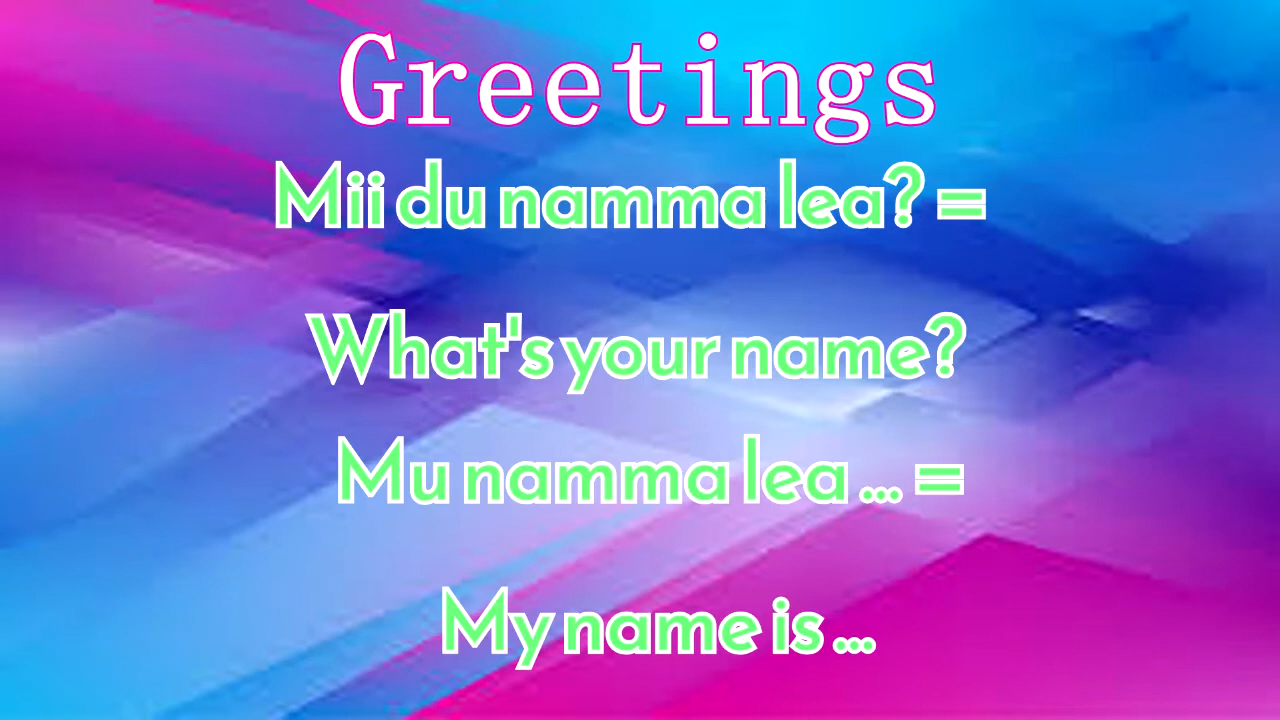 Greetings
Mii du namma lea? =
What's your name?
Mu namma lea ... =
My name is ...